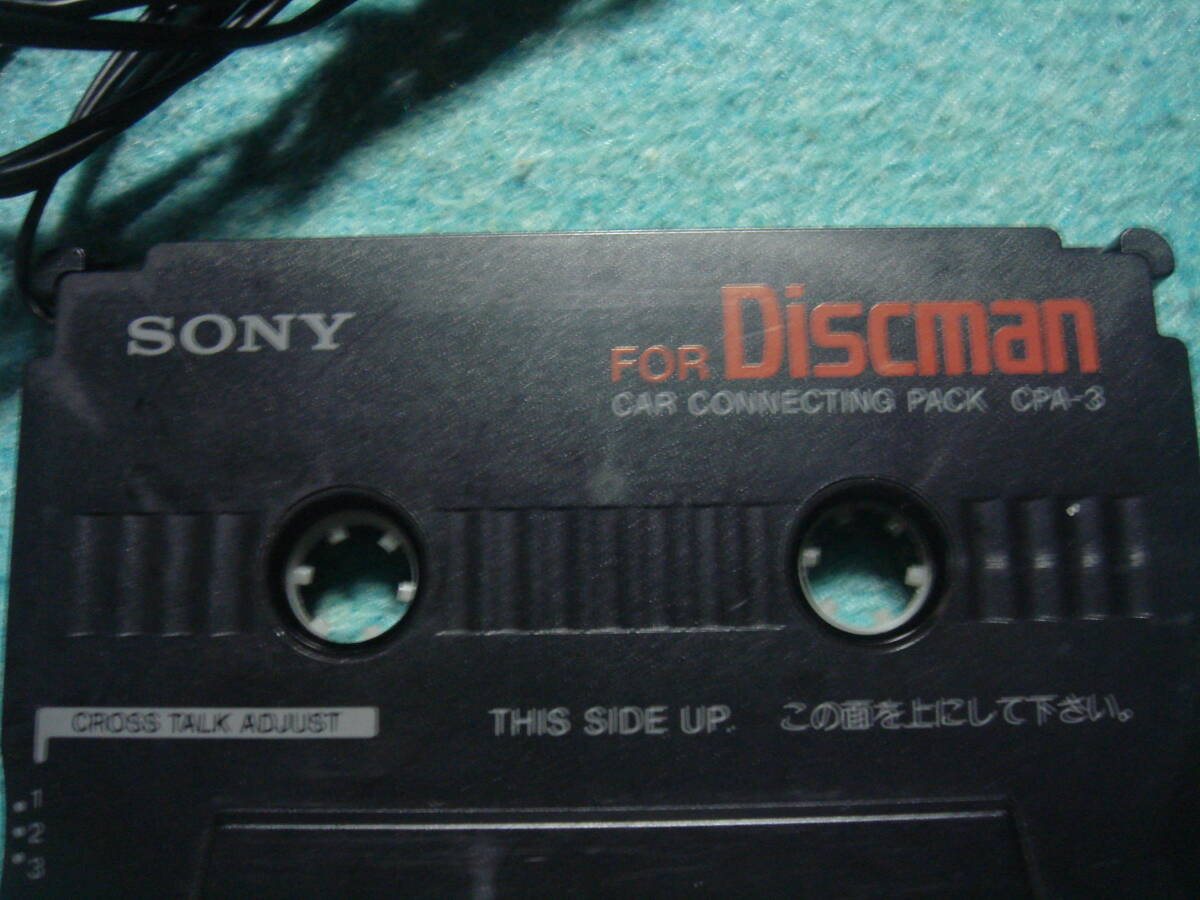 SONY
FOR Discman
CAR CONNECTING PACK CPA-3
CROSS TALK ADJUST
THIS SIDE UP. この面を上にして下さい。
1
2
3